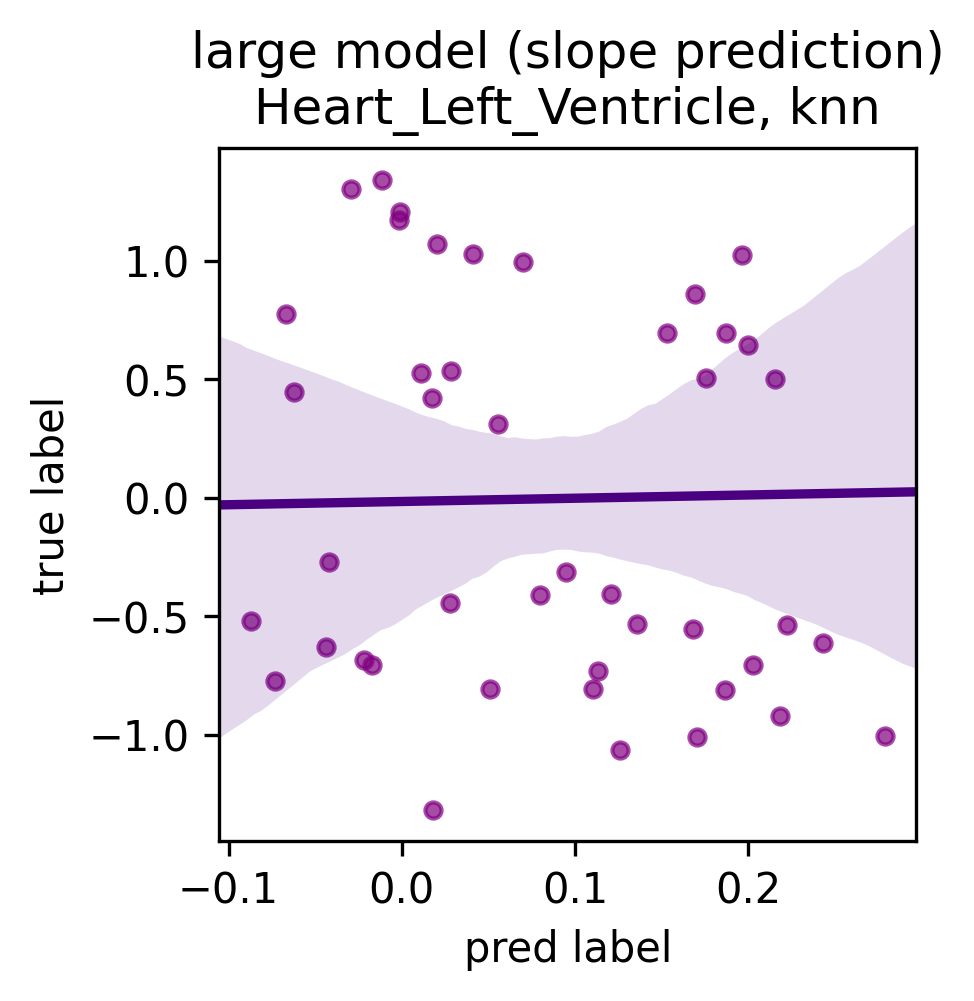 large model (slope prediction)
Heart_Left_Ventricle, knn
1.0
0.5
0.0
−0.5
−1.0
true label
−0.1
0.0
0.1
0.2
pred label